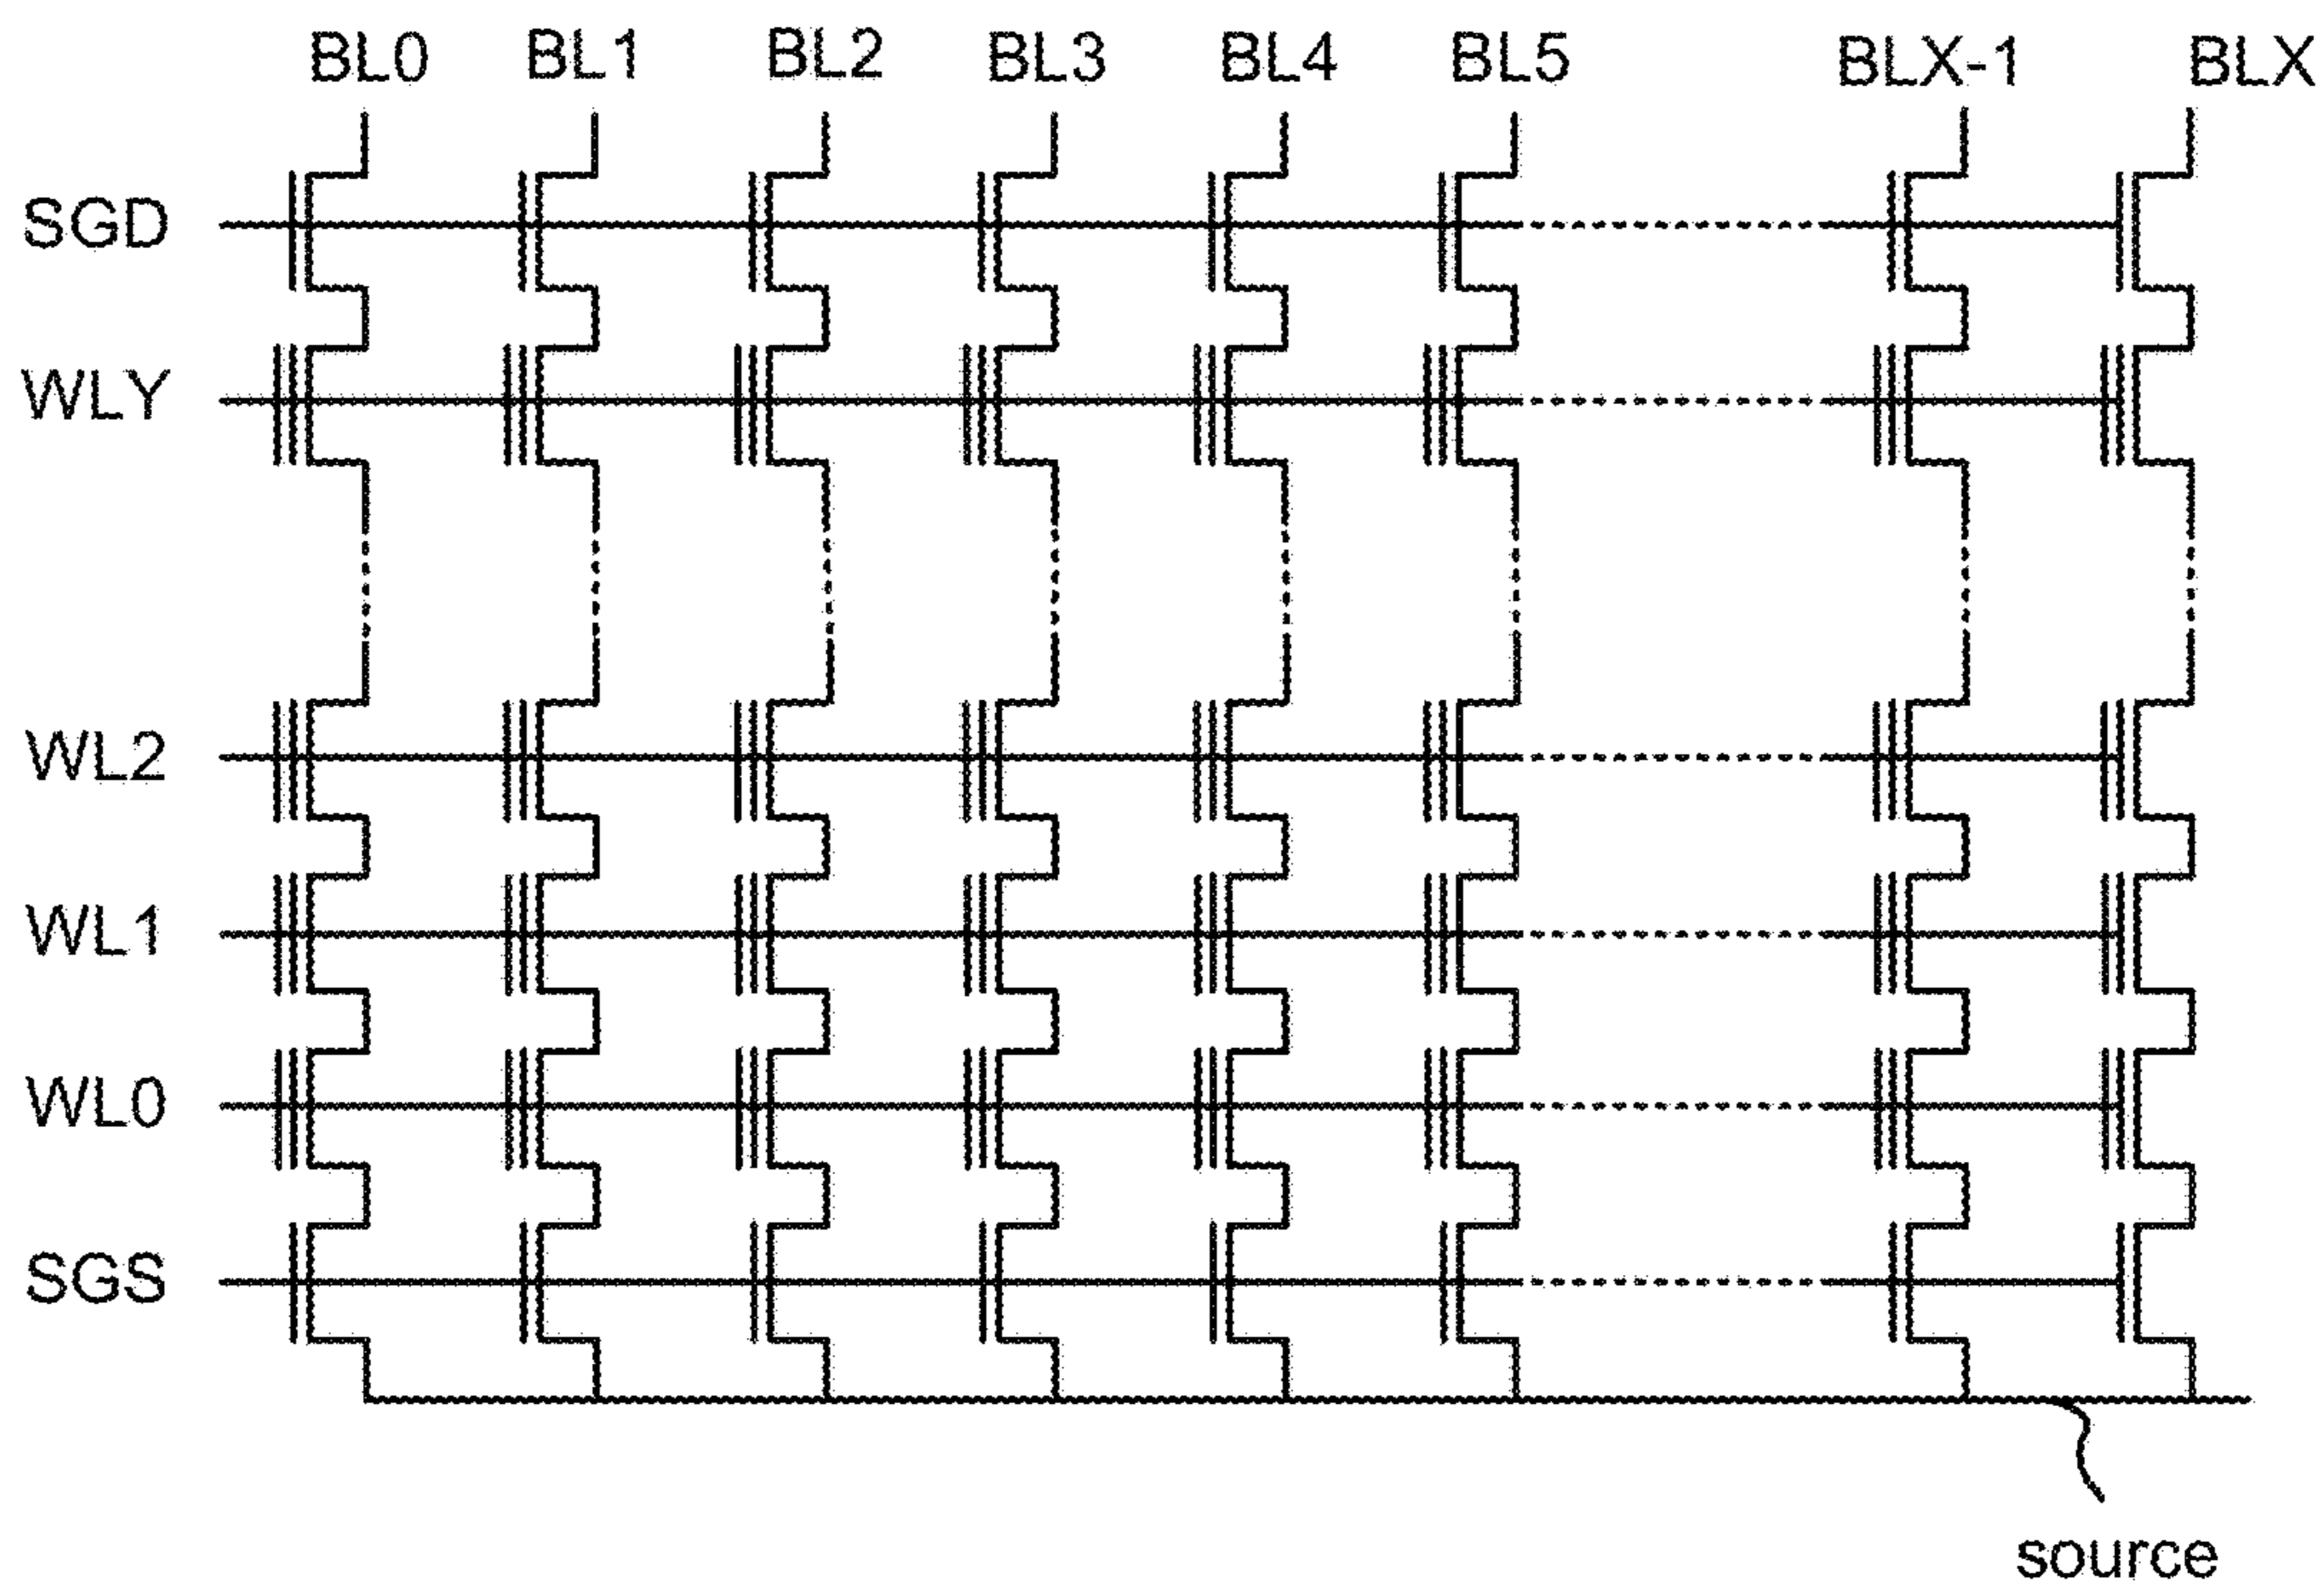 BL0 BL1 BL2 BL3 BL4 BL5 BLX-1 BLX
SGD
WLY
WL2
WL1
WL0
SGS
source